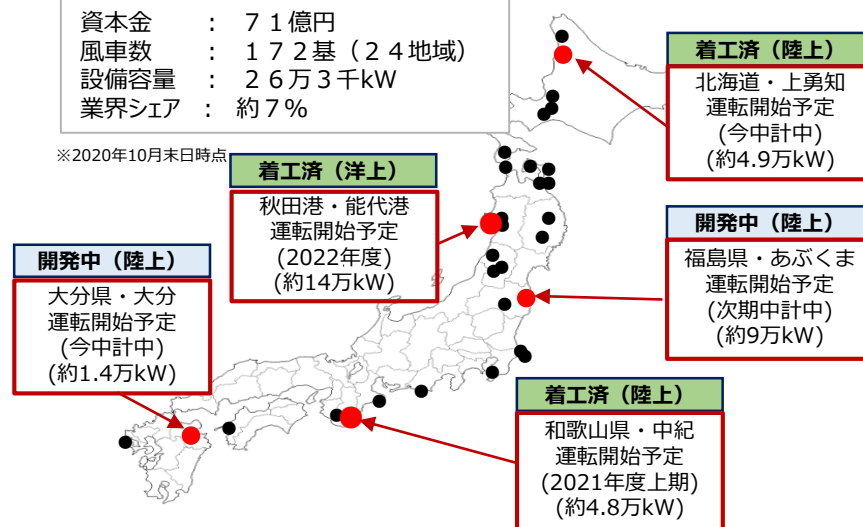 資本金 ： ７１億円
風車数 ： １７２基（２４地域）
設備容量 ： ２６万３千kW
業界シェア ： 約７％
※2020年10月末日時点
着工済（陸上）
北海道・上勇知
運転開始予定
(今中計中)
(約4.9万kW)
着工済（洋上）
秋田港・能代港
運転開始予定
(2022年度)
(約14万kW)
開発中（陸上）
福島県・あぶくま
運転開始予定
(次期中計中)
(約9万kW)
開発中（陸上）
大分県・大分
運転開始予定
(今中計中)
(約1.4万kW)
着工済（陸上）
和歌山県・中紀
運転開始予定
(2021年度上期)
(約4.8万kW)